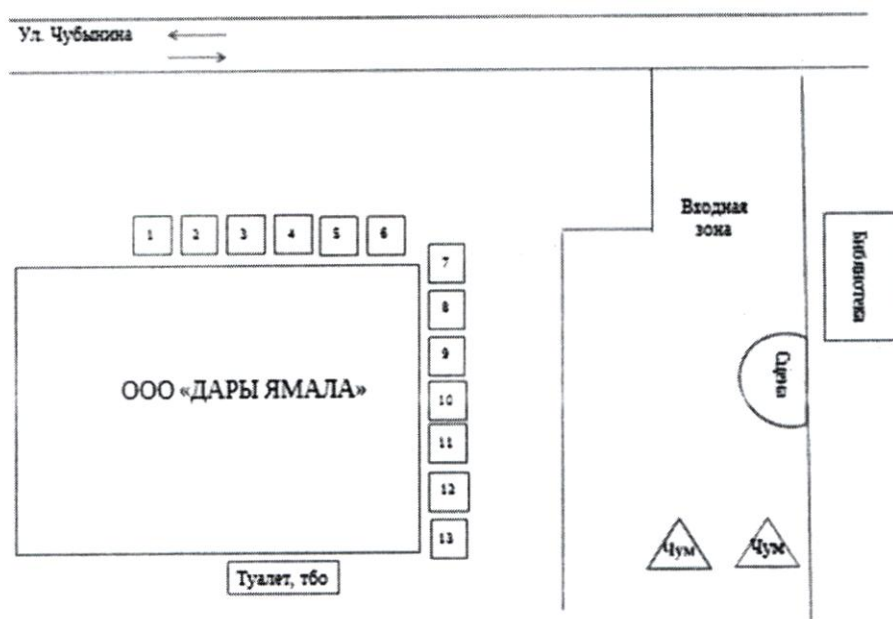 Ул. Чубынина
Входная
зона
Библиотека
1 2 3 4 5 6
7
8
9
ООО «ДАРЫ ЯМАЛА»
Сцена
10
11
12
13
Чум Чум
Туалет, тбо